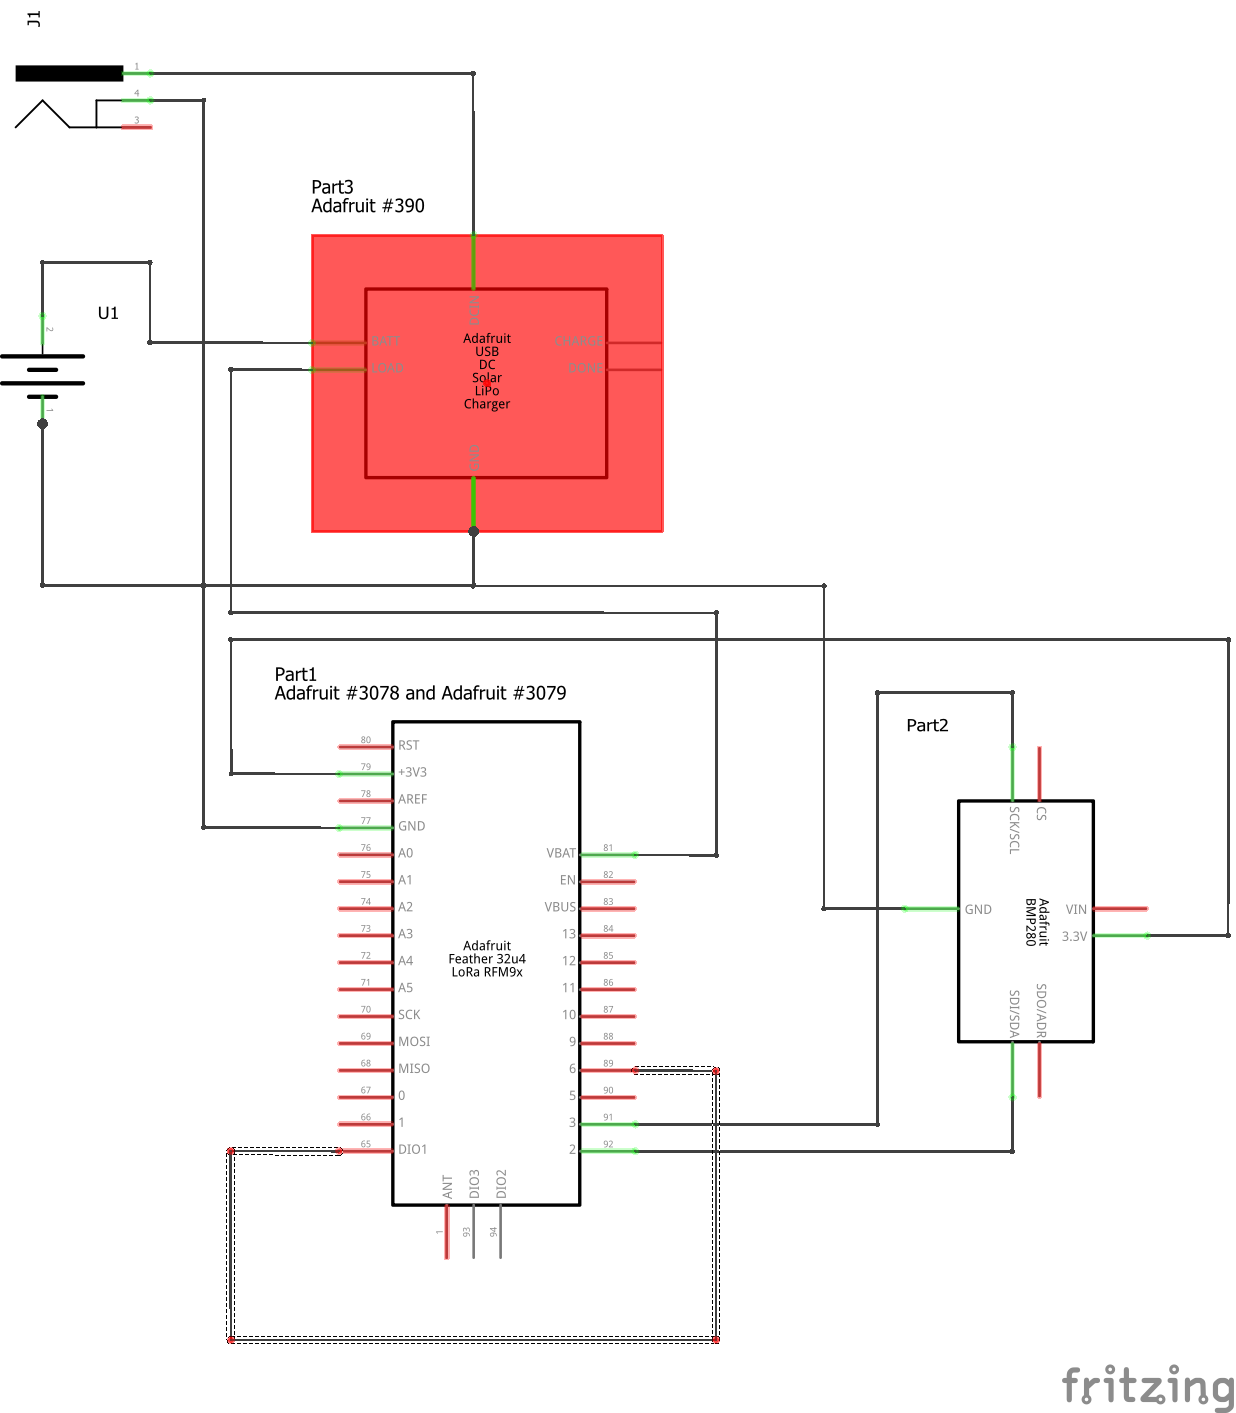 J1
1
4
3
Part3
Adafruit #390
U1
2
1
DCIN
BATT
LOAD
CHARGE
Adafruit
USB
DC
Solar
LiPo
Charger
GND
Part1
Adafruit #3078 and Adafruit #3079
Part2
80 RST
79 +3V3
78 AREF
77 GND
76 A0
75 A1
74 A2
73 A3
72 A4
71 A5
70 SCK
69 MOSI
68 MISO
67 0
66 1
65 DIO1
VBAT 81
EN 82
VBUS 83
13 84
12 85
11 86
10 87
9 88
6 89
5 90
3 91
2 92
Adafruit
Feather 32u4
LoRa RFM9x
ANT
DIO3
DIO2
1
93
94
SCK/SCL
CS
GND
Adafruit
BMP280
VIN
3.3V
SDI/SDA
SDO/ADR
fritzing